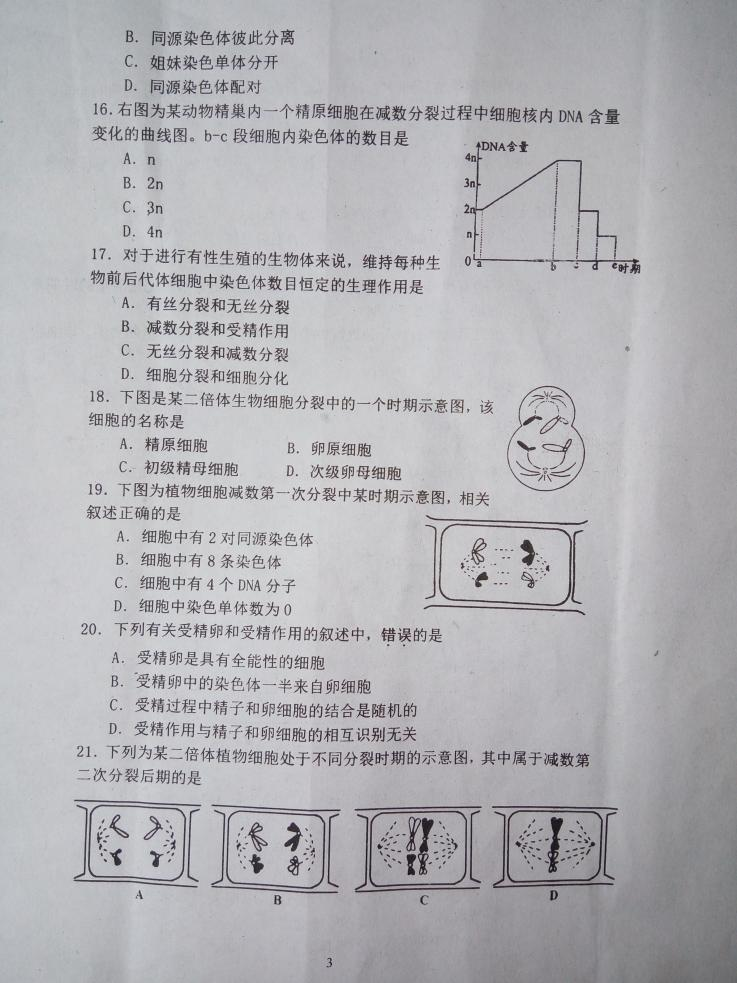 B. 同源染色体彼此分离
C. 姐妹染色单体分开
D. 同源染色体配对
16. 右图为某动物精巢内一个精原细胞在减数分裂过程中细胞核内 DNA 含量
变化的曲线图。b-c 段细胞内染色体的数目是
A. n
B. 2n
C. 3n
D. 4n
DNA含量
4n
3n
2n
n
0
a
b
c
d
e
时期
17. 对于进行有性生殖的生物体来说，维持每种生
物前后代体细胞中染色体数目恒定的生理作用是
A. 有丝分裂和无丝分裂
B. 减数分裂和受精作用
C. 无丝分裂和减数分裂
D. 细胞分裂和细胞分化
18. 下图是某二倍体生物细胞分裂中的一个时期示意图，该
细胞的名称是
A. 精原细胞 B. 卵原细胞
C. 初级精母细胞 D. 次级卵母细胞
19. 下图为植物细胞减数第一次分裂中某时期示意图，相关
叙述正确的是
A. 细胞中有 2 对同源染色体
B. 细胞中有 8 条染色体
C. 细胞中有 4 个 DNA 分子
D. 细胞中染色单体数为 0
20. 下列有关受精卵和受精作用的叙述中，错误的是
A. 受精卵是具有全能性的细胞
B. 受精卵中的染色体一半来自卵细胞
C. 受精过程中精子和卵细胞的结合是随机的
D. 受精作用与精子和卵细胞的相互识别无关
21. 下列为某二倍体植物细胞处于不同分裂时期的示意图，其中属于减数第
二次分裂后期的是
A
B
C
D
3